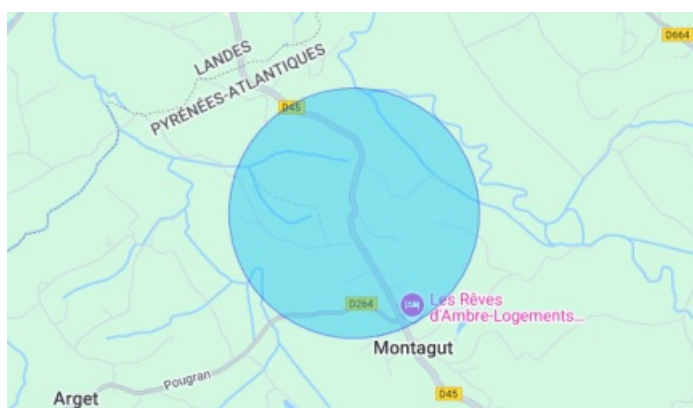 D664
LANDES
PYRÉNÉES-ATLANTIQUES
D45
D264
Les Rêves
d'Ambre-Logements...
Montagut
Pougran
Arget
D45